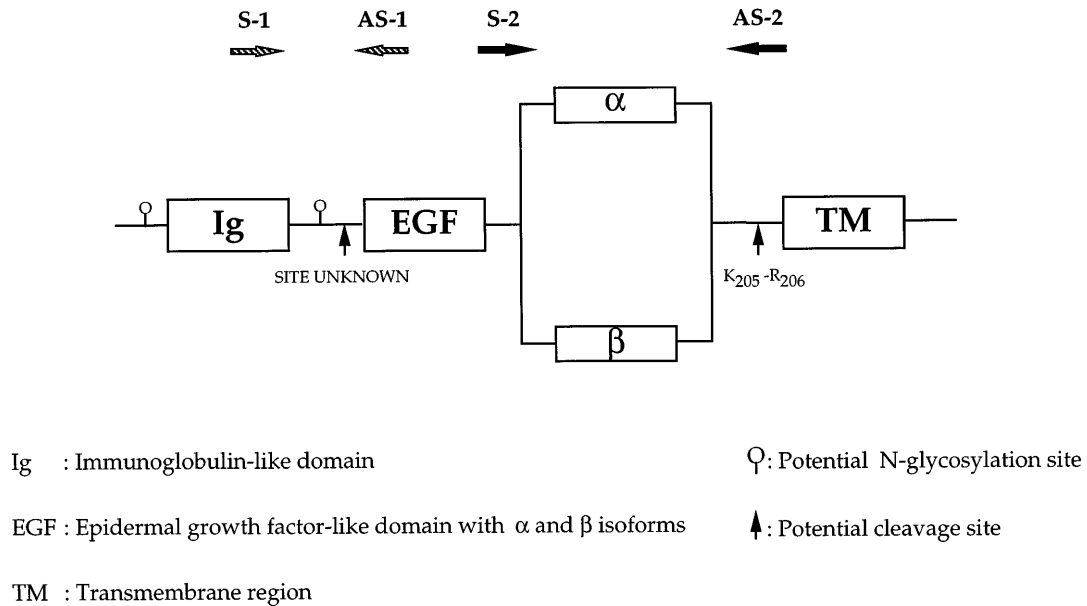 S-1 AS-1 S-2 AS-2
α
Ig EGF TM
SITE UNKNOWN K205 -R206
β
Ig : Immunoglobulin-like domain
⚲: Potential N-glycosylation site
EGF : Epidermal growth factor-like domain with α and β isoforms
: Potential cleavage site
TM : Transmembrane region